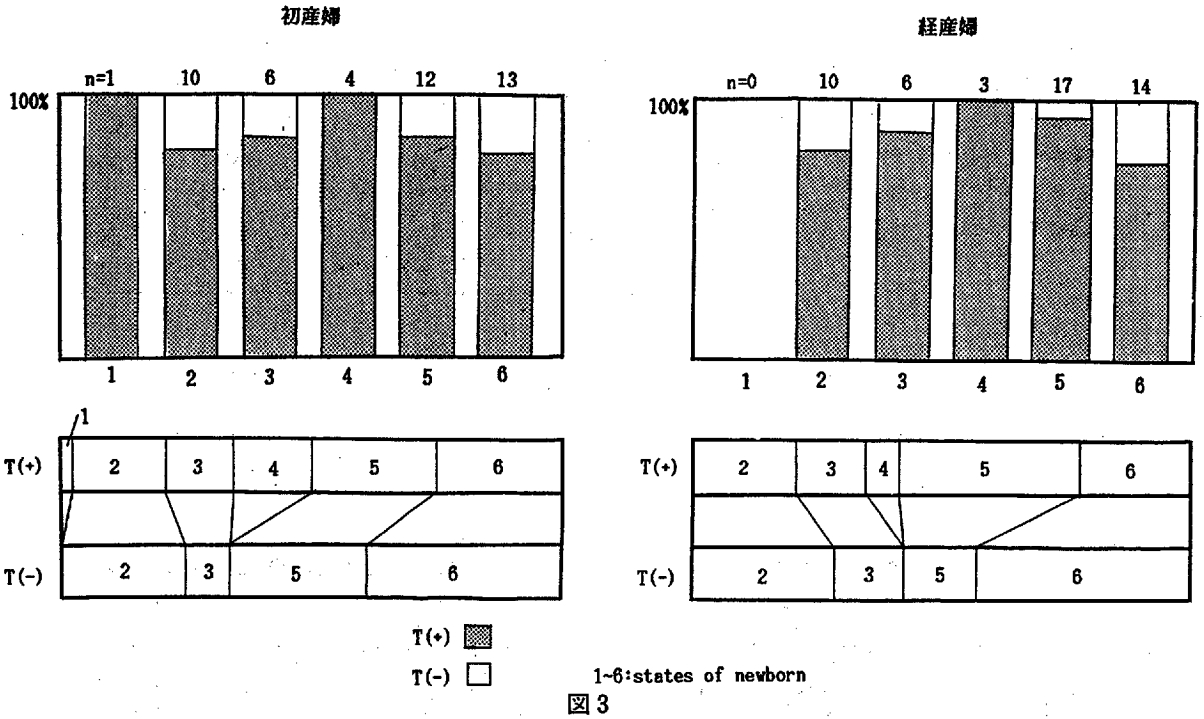 初産婦
n=1 10 6 4 12 13
100%
1 2 3 4 5 6
1
T(+) 2 3 4 5 6
T(-) 2 3 5 6
経産婦
n=0 10 6 3 17 14
100%
1 2 3 4 5 6
T(+) 2 3 4 5 6
T(-) 2 3 5 6
T(+)
T(-)
1~6:states of newborn
図3